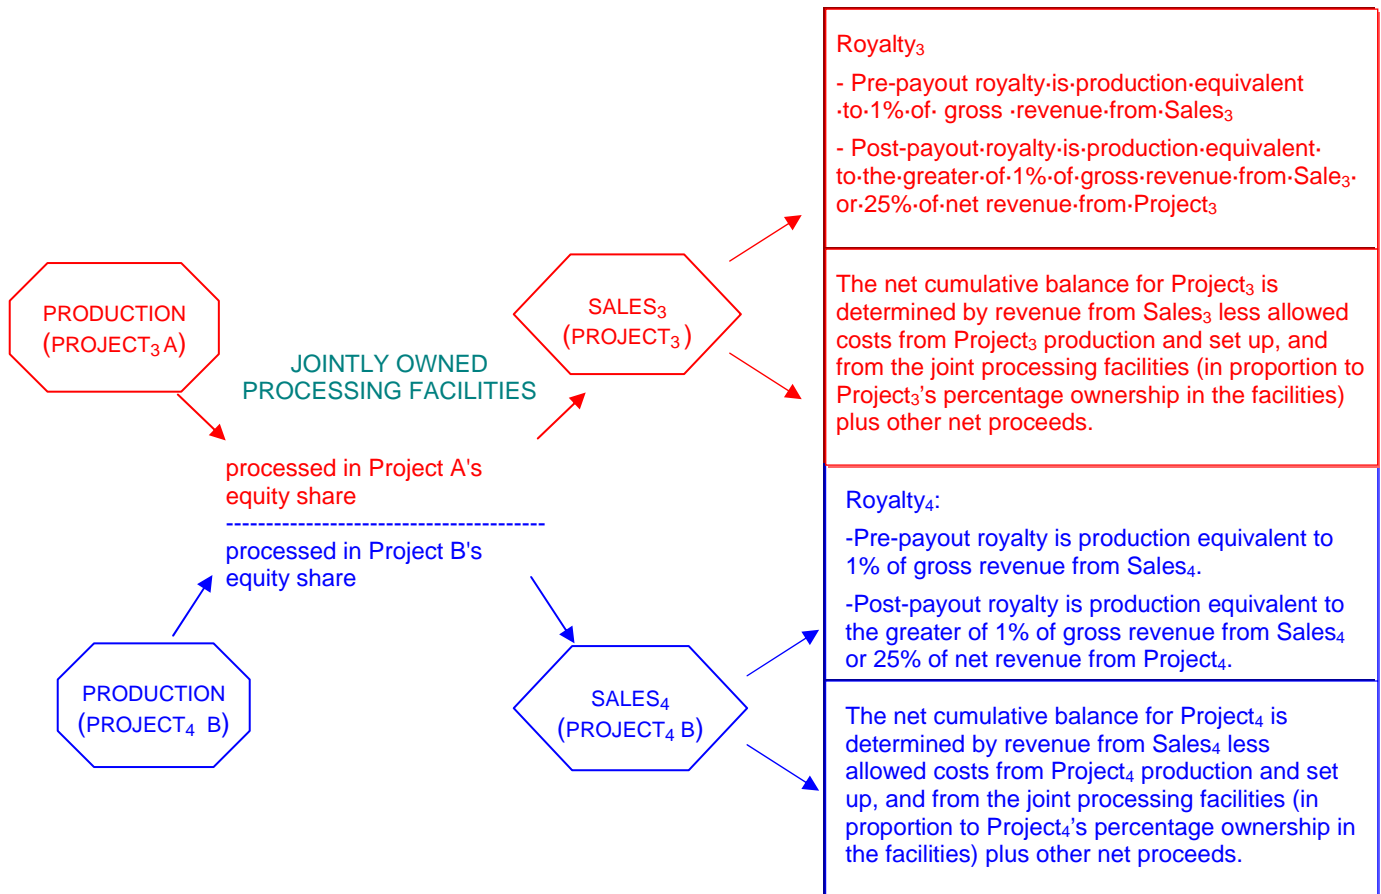 PRODUCTION
(PROJECT₃ A)
JOINTLY OWNED
PROCESSING FACILITIES
processed in Project A's
equity share
---------------------------------------
processed in Project B's
equity share
PRODUCTION
(PROJECT₄ B)
SALES₃
(PROJECT₃)
SALES₄
(PROJECT₄ B)
Royalty₃
- Pre-payout royalty·is·production·equivalent
·to·1%·of· gross ·revenue·from·Sales₃
- Post-payout·royalty·is·production·equivalent·
to·the·greater·of·1%·of·gross·revenue·from·Sale₃·
or·25%·of·net revenue·from·Project₃
The net cumulative balance for Project₃ is
determined by revenue from Sales₃ less allowed
costs from Project₃ production and set up, and
from the joint processing facilities (in proportion to
Project₃’s percentage ownership in the facilities)
plus other net proceeds.
Royalty₄:
-Pre-payout royalty is production equivalent to
1% of gross revenue from Sales₄.
-Post-payout royalty is production equivalent to
the greater of 1% of gross revenue from Sales₄
or 25% of net revenue from Project₄.
The net cumulative balance for Project₄ is
determined by revenue from Sales₄ less
allowed costs from Project₄ production and set
up, and from the joint processing facilities (in
proportion to Project₄’s percentage ownership in
the facilities) plus other net proceeds.